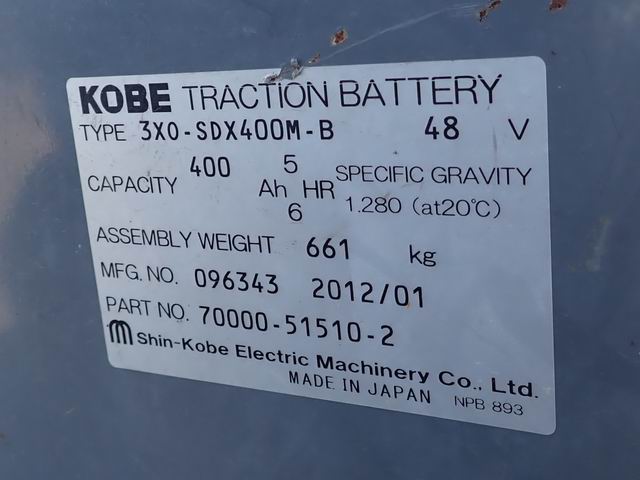 KOBE TRACTION BATTERY
TYPE 3X0-SDX400M-B 48 V
CAPACITY 400 Ah 5 HR SPECIFIC GRAVITY
6 1.280 (at20℃)
ASSEMBLY WEIGHT 661 kg
MFG. NO. 096343 2012/01
PART NO. 70000-51510-2
Shin-Kobe Electric Machinery Co., Ltd.
MADE IN JAPAN NPB 893